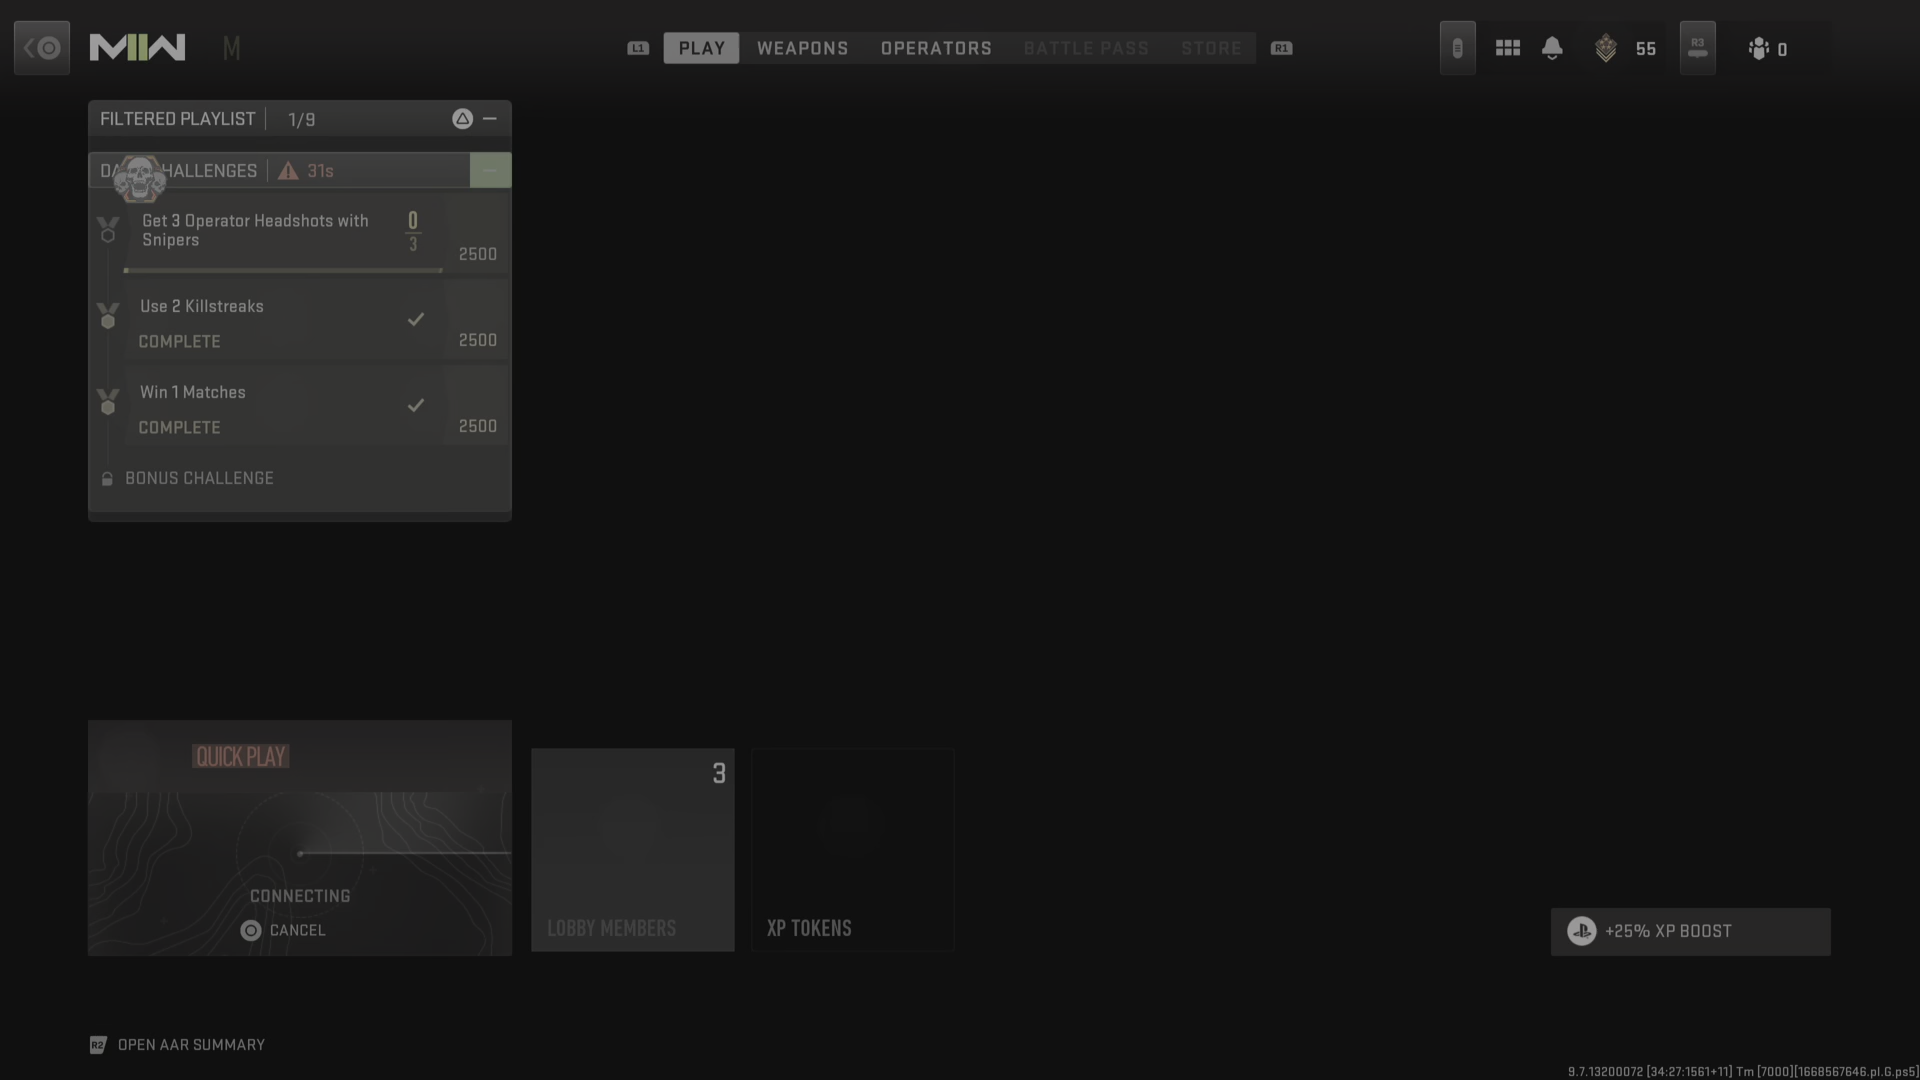 MW M
L1 PLAY WEAPONS OPERATORS BATTLE PASS STORE R1
55 R3 0
FILTERED PLAYLIST 1/9
DA HALLENGES 31s
Get 3 Operator Headshots with
Snipers
0
3
2500
Use 2 Killstreaks
COMPLETE
2500
Win 1 Matches
COMPLETE
2500
BONUS CHALLENGE
QUICK PLAY
CONNECTING
CANCEL
3
LOBBY MEMBERS
XP TOKENS
+25% XP BOOST
R2 OPEN AAR SUMMARY
9.7.13200072 [34:27:1561+11] Tm [7000][1668567646.pl.G.ps5]